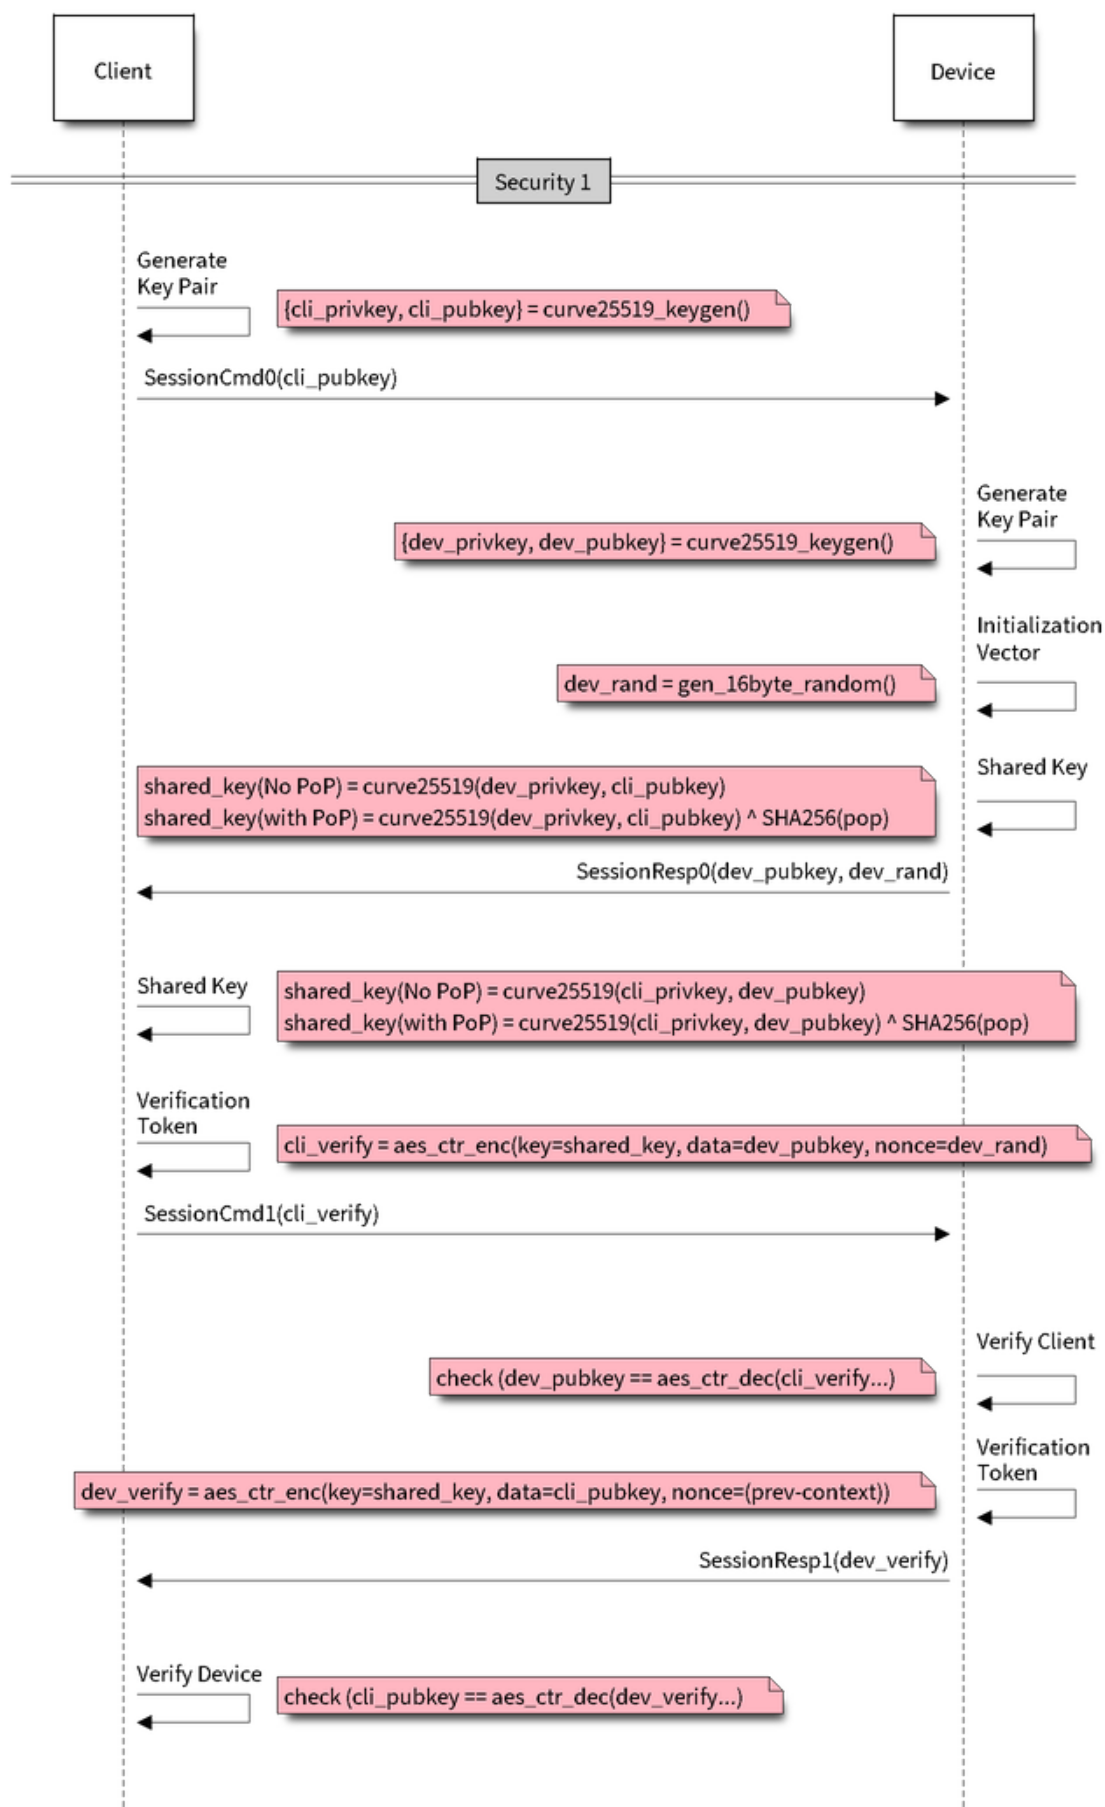 Client
Device
Security 1
Generate
Key Pair
{cli_privkey, cli_pubkey} = curve25519_keygen()
SessionCmd0(cli_pubkey)
Generate
Key Pair
{dev_privkey, dev_pubkey} = curve25519_keygen()
Initialization
Vector
dev_rand = gen_16byte_random()
Shared Key
shared_key(No PoP) = curve25519(dev_privkey, cli_pubkey)
shared_key(with PoP) = curve25519(dev_privkey, cli_pubkey) ^ SHA256(pop)
SessionResp0(dev_pubkey, dev_rand)
Shared Key
shared_key(No PoP) = curve25519(cli_privkey, dev_pubkey)
shared_key(with PoP) = curve25519(cli_privkey, dev_pubkey) ^ SHA256(pop)
Verification
Token
cli_verify = aes_ctr_enc(key=shared_key, data=dev_pubkey, nonce=dev_rand)
SessionCmd1(cli_verify)
Verify Client
check (dev_pubkey == aes_ctr_dec(cli_verify...)
Verification
Token
dev_verify = aes_ctr_enc(key=shared_key, data=cli_pubkey, nonce=(prev-context))
SessionResp1(dev_verify)
Verify Device
check (cli_pubkey == aes_ctr_dec(dev_verify...)